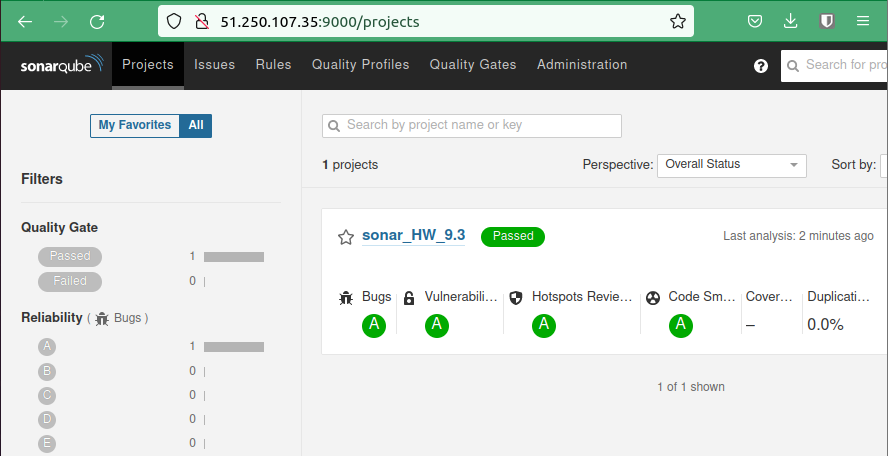 51.250.107.35:9000/projects
sonarqube Projects Issues Rules Quality Profiles Quality Gates Administration ? Search for pro
My Favorites All
Search by project name or key
1 projects Perspective: Overall Status Sort by:
Filters
Quality Gate
Passed 1
Failed 0
Reliability ( Bugs )
A 1
B 0
C 0
D 0
E 0
sonar_HW_9.3 Passed Last analysis: 2 minutes ago
Bugs Vulnerabili... Hotspots Revie... Code Sm... Cover... Duplicati...
A A A A – 0.0%
1 of 1 shown